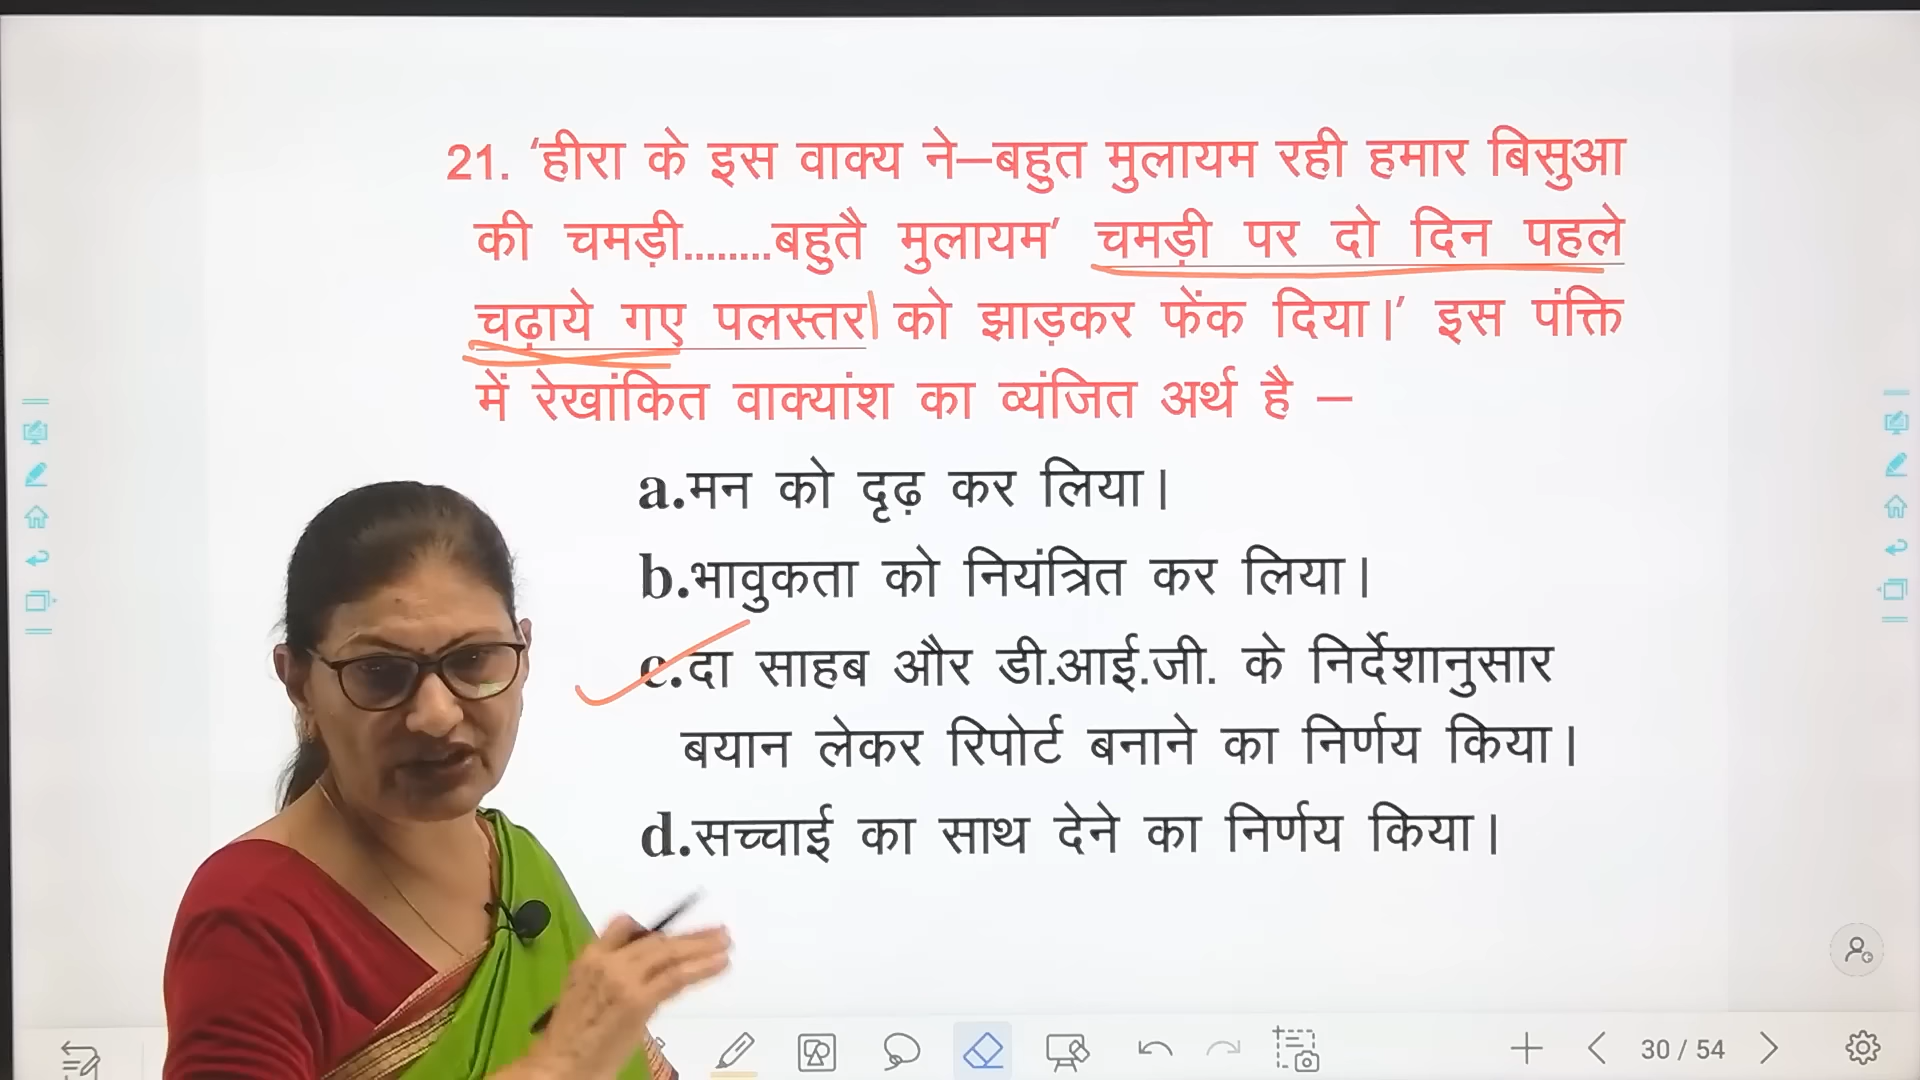 21. ‘हीरा के इस वाक्य ने–बहुत मुलायम रही हमार बिसुआ
की चमड़ी........बहुतै मुलायम’ चमड़ी पर दो दिन पहले
चढ़ाये गए पलस्तर को झाड़कर फेंक दिया।’ इस पंक्ति
में रेखांकित वाक्यांश का व्यंजित अर्थ है –
a.मन को दृढ़ कर लिया।
b.भावुकता को नियंत्रित कर लिया।
c.दा साहब और डी.आई.जी. के निर्देशानुसार
बयान लेकर रिपोर्ट बनाने का निर्णय किया।
d.सच्चाई का साथ देने का निर्णय किया।
30 / 54